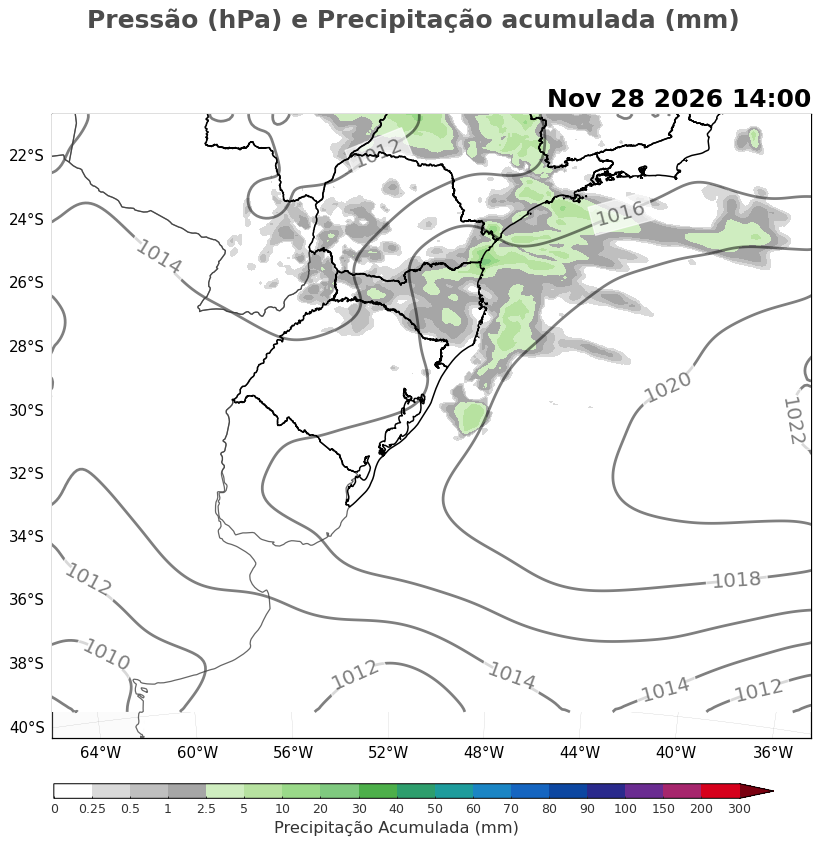 Pressão (hPa) e Precipitação acumulada (mm)
Nov 28 2026 14:00
1012
1016
1014
1020
1022
1018
1012
1010
1012
1014
1014
1012
22°S
24°S
26°S
28°S
30°S
32°S
34°S
36°S
38°S
40°S
64°W 60°W 56°W 52°W 48°W 44°W 40°W 36°W
0 0.25 0.5 1 2.5 5 10 20 30 40 50 60 70 80 90 100 150 200 300
Precipitação Acumulada (mm)